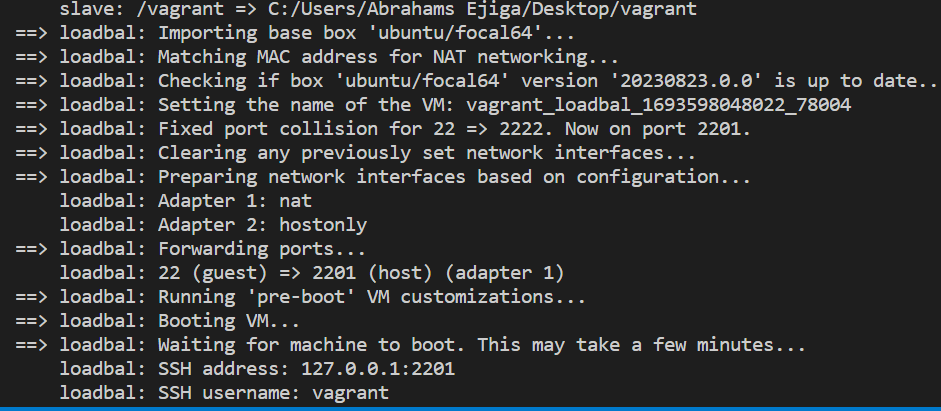 slave: /vagrant => C:/Users/Abrahams Ejiga/Desktop/vagrant
==> loadbal: Importing base box 'ubuntu/focal64'...
==> loadbal: Matching MAC address for NAT networking...
==> loadbal: Checking if box 'ubuntu/focal64' version '20230823.0.0' is up to date..
==> loadbal: Setting the name of the VM: vagrant_loadbal_1693598048022_78004
==> loadbal: Fixed port collision for 22 => 2222. Now on port 2201.
==> loadbal: Clearing any previously set network interfaces...
==> loadbal: Preparing network interfaces based on configuration...
loadbal: Adapter 1: nat
loadbal: Adapter 2: hostonly
==> loadbal: Forwarding ports...
loadbal: 22 (guest) => 2201 (host) (adapter 1)
==> loadbal: Running 'pre-boot' VM customizations...
==> loadbal: Booting VM...
==> loadbal: Waiting for machine to boot. This may take a few minutes...
loadbal: SSH address: 127.0.0.1:2201
loadbal: SSH username: vagrant